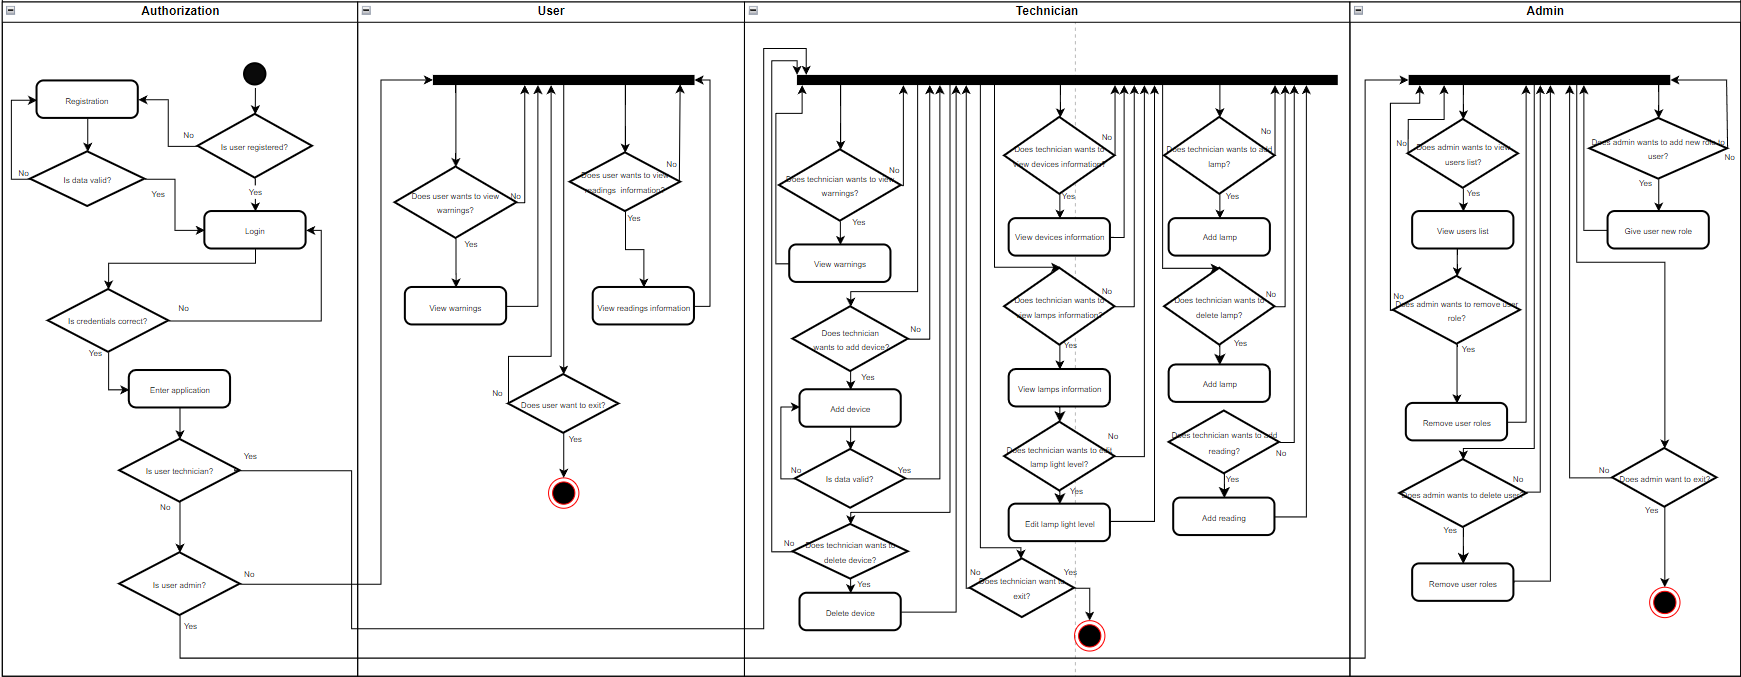 Authorization
User
Technician
Admin
Registration
Is user registered?
No
Is data valid?
No
Yes
Yes
Login
Is credentials correct?
No
Yes
Enter application
Is user technician?
Yes
No
Is user admin?
No
Yes
Does user wants to view
warnings?
No
Yes
View warnings
Does user wants to view
readings information?
No
Yes
View readings information
Does user want to exit?
No
Yes
Does technician wants to view
warnings?
No
Yes
View warnings
Does technician
wants to add device?
No
Yes
Add device
Is data valid?
No
Yes
Does technician wants to
delete device?
No
Yes
Delete device
Does technician wants to
view devices information?
No
Yes
View devices information
Does technician wants to
view lamps information?
No
Yes
View lamps information
Does technician wants to edit
lamp light level?
No
Yes
Edit lamp light level
Does technician want to
exit?
No
Yes
Does technician wants to add
lamp?
No
Yes
Add lamp
Does technician wants to
delete lamp?
No
Yes
Add lamp
Does technician wants to add
reading?
No
Yes
Add reading
Does admin wants to view
users list?
No
Yes
View users list
Does admin wants to remove user
role?
No
Yes
Remove user roles
Does admin wants to delete user?
No
Yes
Remove user roles
Does admin wants to add new role to
user?
No
Yes
Give user new role
Does admin want to exit?
No
Yes